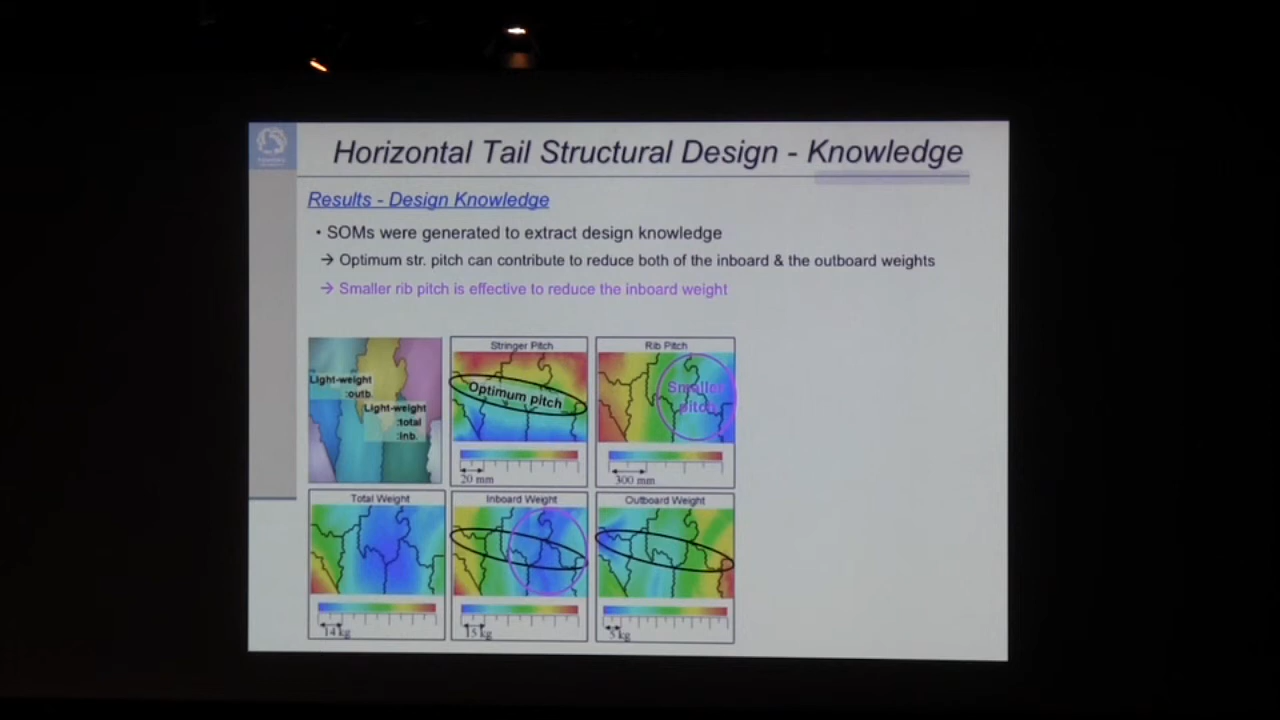 Horizontal Tail Structural Design - Knowledge
Results - Design Knowledge
• SOMs were generated to extract design knowledge
→ Optimum str. pitch can contribute to reduce both of the inboard & the outboard weights
→ Smaller rib pitch is effective to reduce the inboard weight
Light-weight
:outb.
Light-weight
:total
:inb.
Stringer Pitch
Optimum pitch
20 mm
Rib Pitch
Smaller
pitch
300 mm
Total Weight
14 kg
Inboard Weight
15 kg
Outboard Weight
5 kg